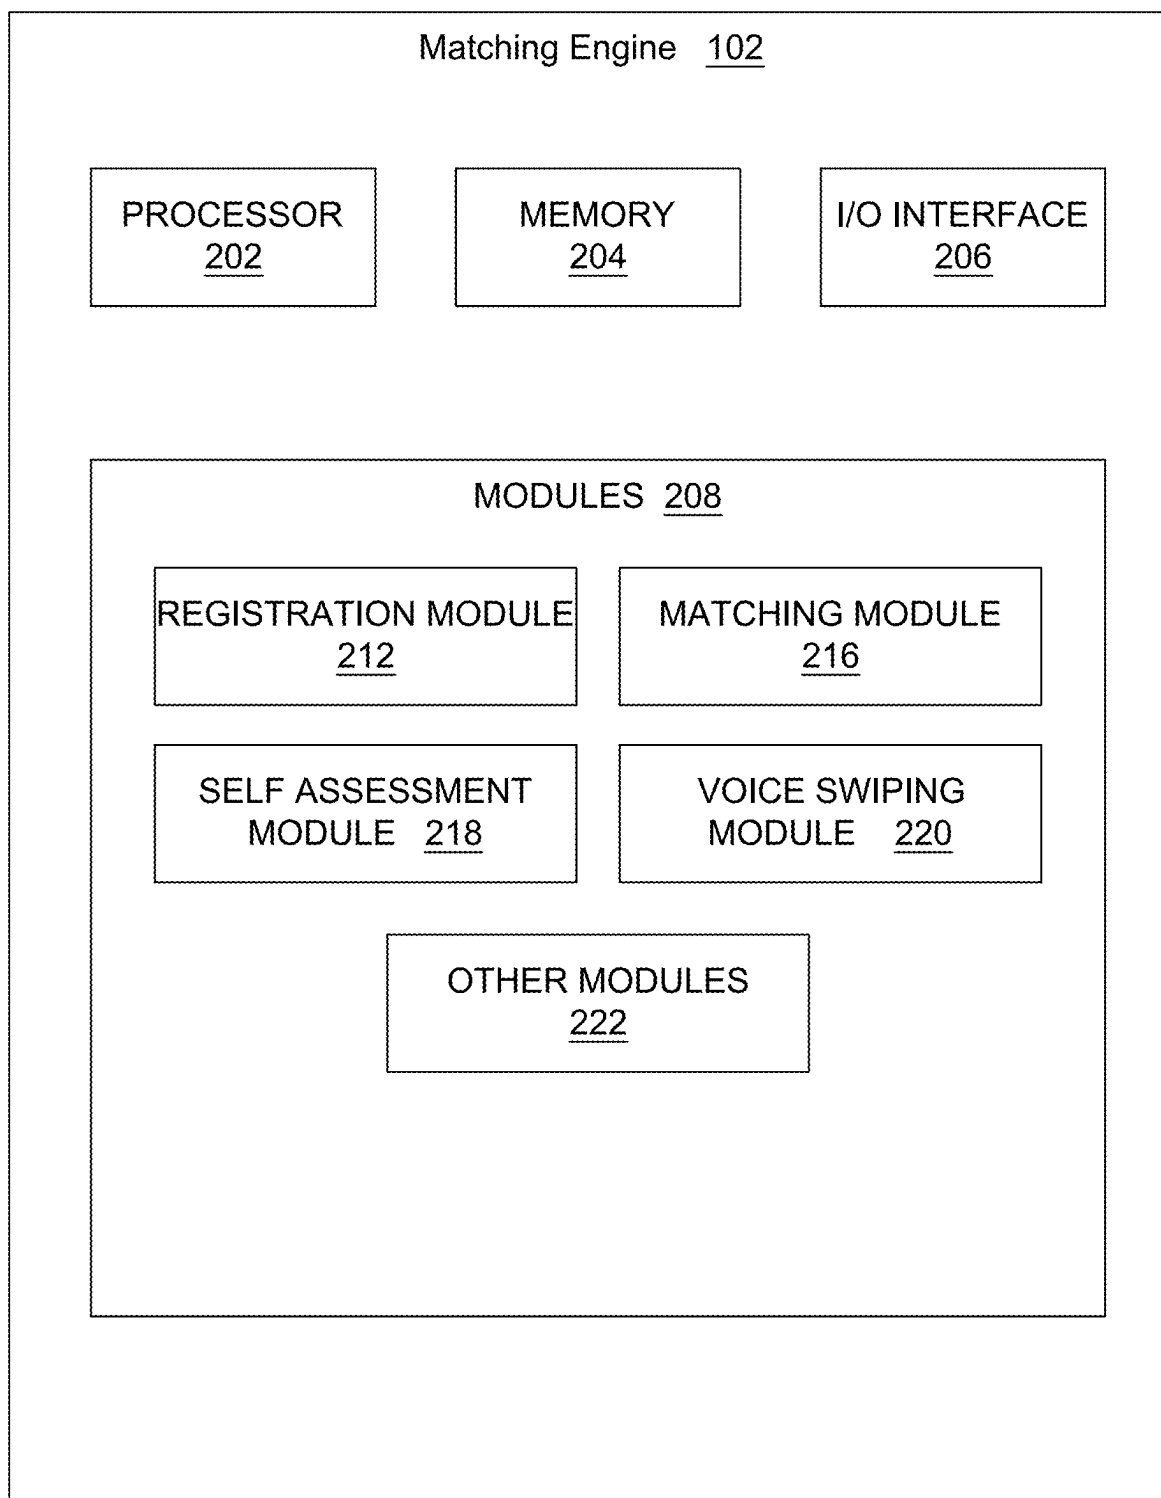 Matching Engine 102
PROCESSOR
202
MEMORY
204
I/O INTERFACE
206
MODULES 208
REGISTRATION MODULE
212
MATCHING MODULE
216
SELF ASSESSMENT
MODULE 218
VOICE SWIPING
MODULE 220
OTHER MODULES
222